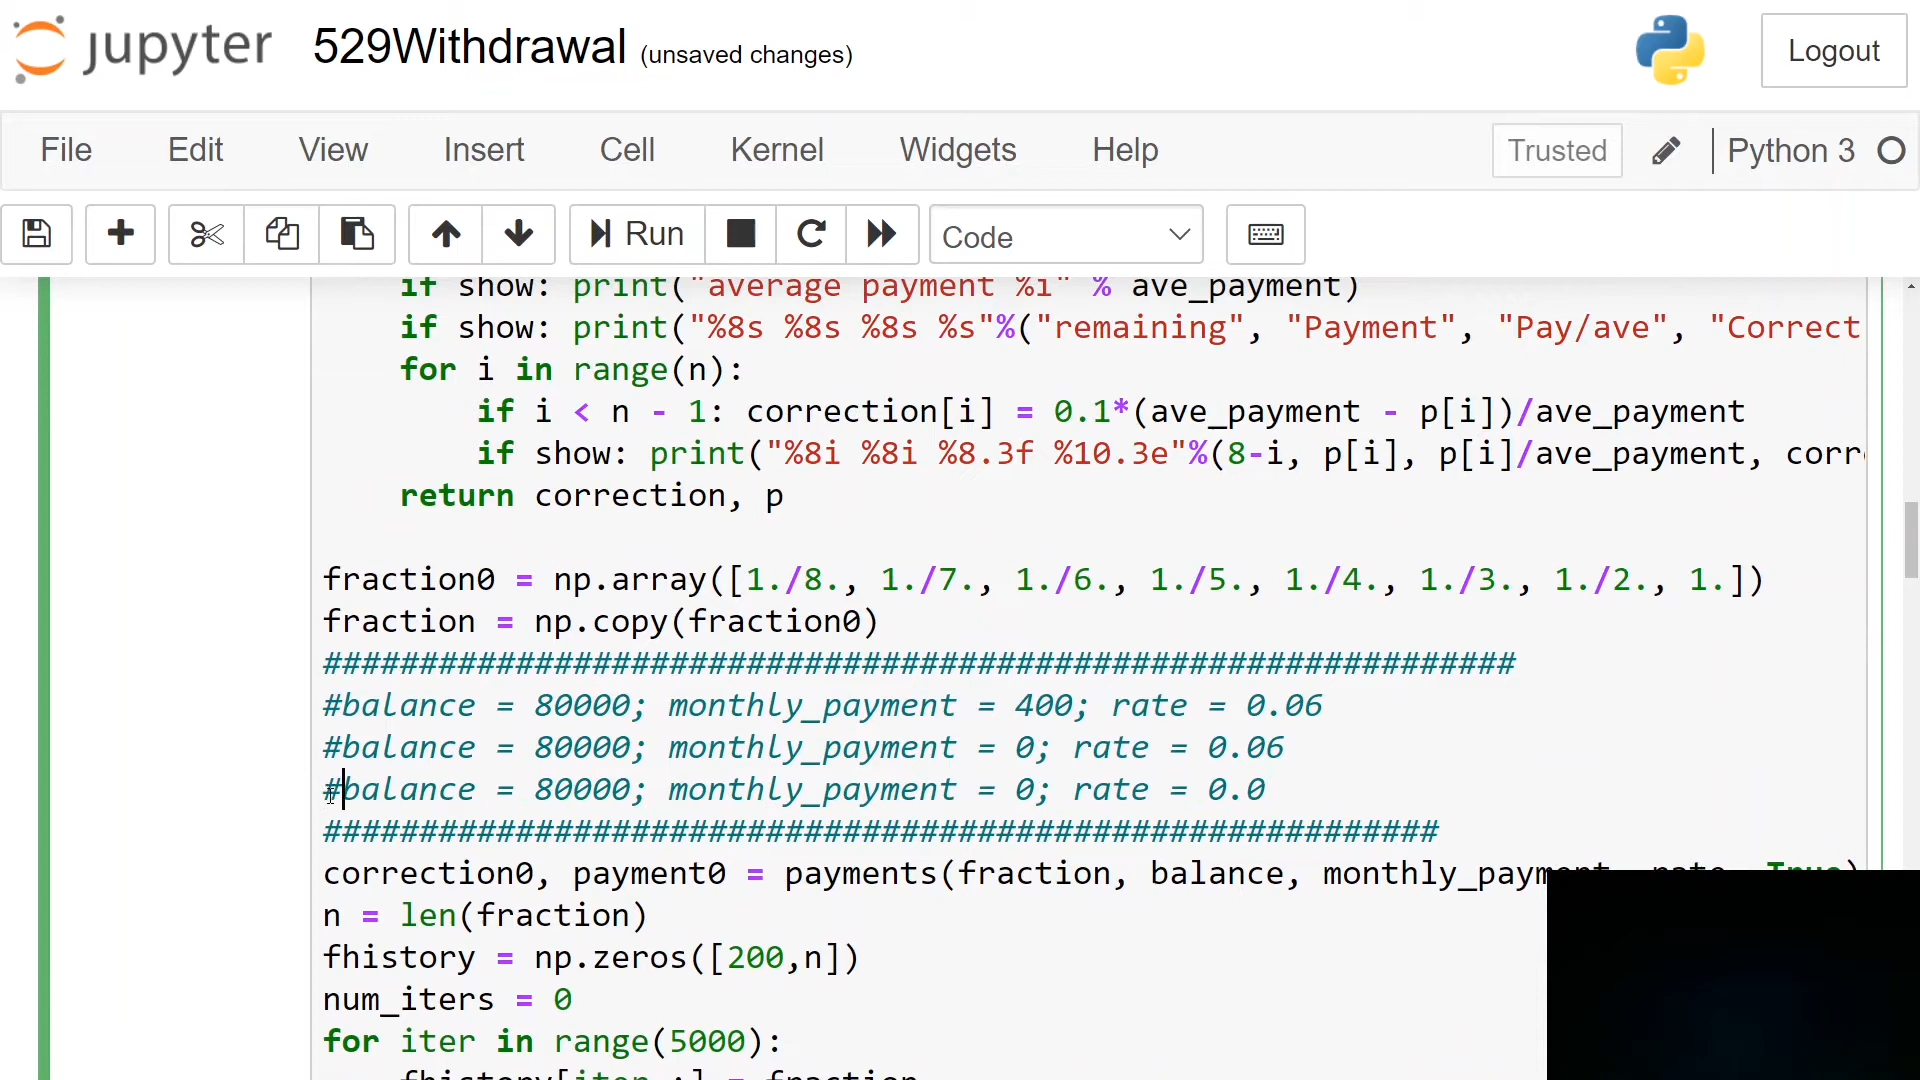 jupyter 529Withdrawal (unsaved changes) Logout
File Edit View Insert Cell Kernel Widgets Help Trusted Python 3
Run Code
if show: print("average payment %i" % ave_payment)
if show: print("%8s %8s %8s %s"%("remaining", "Payment", "Pay/ave", "Correct
for i in range(n):
if i < n - 1: correction[i] = 0.1*(ave_payment - p[i])/ave_payment
if show: print("%8i %8i %8.3f %10.3e"%(8-i, p[i], p[i]/ave_payment, corr
return correction, p
fraction0 = np.array([1./8., 1./7., 1./6., 1./5., 1./4., 1./3., 1./2., 1.])
fraction = np.copy(fraction0)
##############################################################
#balance = 80000; monthly_payment = 400; rate = 0.06
#balance = 80000; monthly_payment = 0; rate = 0.06
#balance = 80000; monthly_payment = 0; rate = 0.0
##########################################################
correction0, payment0 = payments(fraction, balance, monthly_payment, rate, True)
n = len(fraction)
fhistory = np.zeros([200,n])
num_iters = 0
for iter in range(5000):
fhistory[iter,:] = fraction